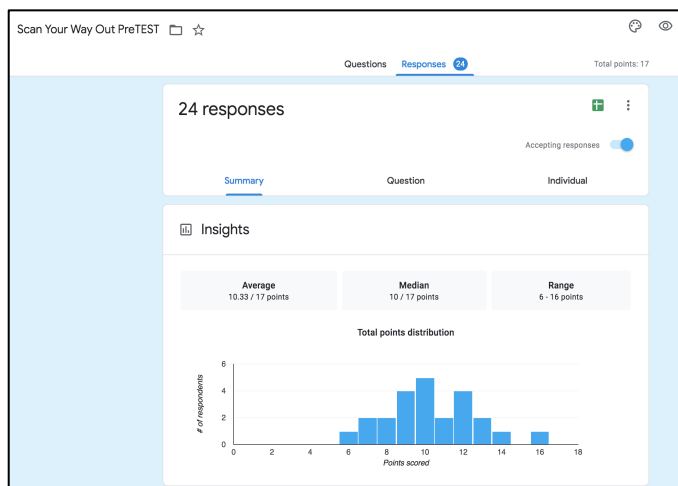 Scan Your Way Out PreTEST
Questions Responses 24 Total points: 17
24 responses
Accepting responses
Summary Question Individual
Insights
Average Median Range
10.33 / 17 points 10 / 17 points 6 - 16 points
Total points distribution
# of respondents
6
4
2
0
0 2 4 6 8 10 12 14 16 18
Points scored